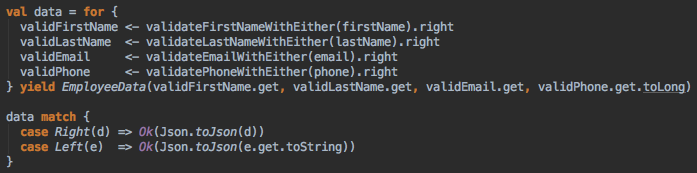 val data = for {
  validFirstName <- validateFirstNameWithEither(firstName).right
  validLastName  <- validateLastNameWithEither(lastName).right
  validEmail     <- validateEmailWithEither(email).right
  validPhone     <- validatePhoneWithEither(phone).right
} yield EmployeeData(validFirstName.get, validLastName.get, validEmail.get, validPhone.get.toLong)

data match {
  case Right(d) => Ok(Json.toJson(d))
  case Left(e)  => Ok(Json.toJson(e.get.toString))
}